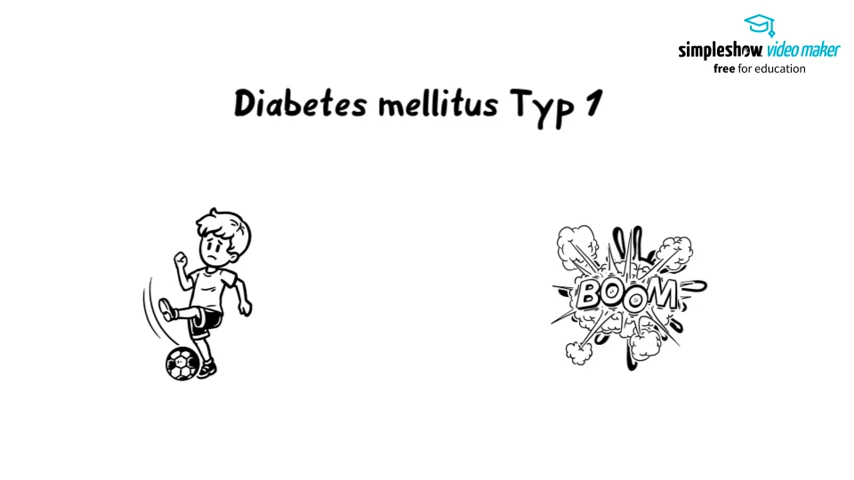 simpleshow video maker
free for education
Diabetes mellitus Typ 1
BOOM